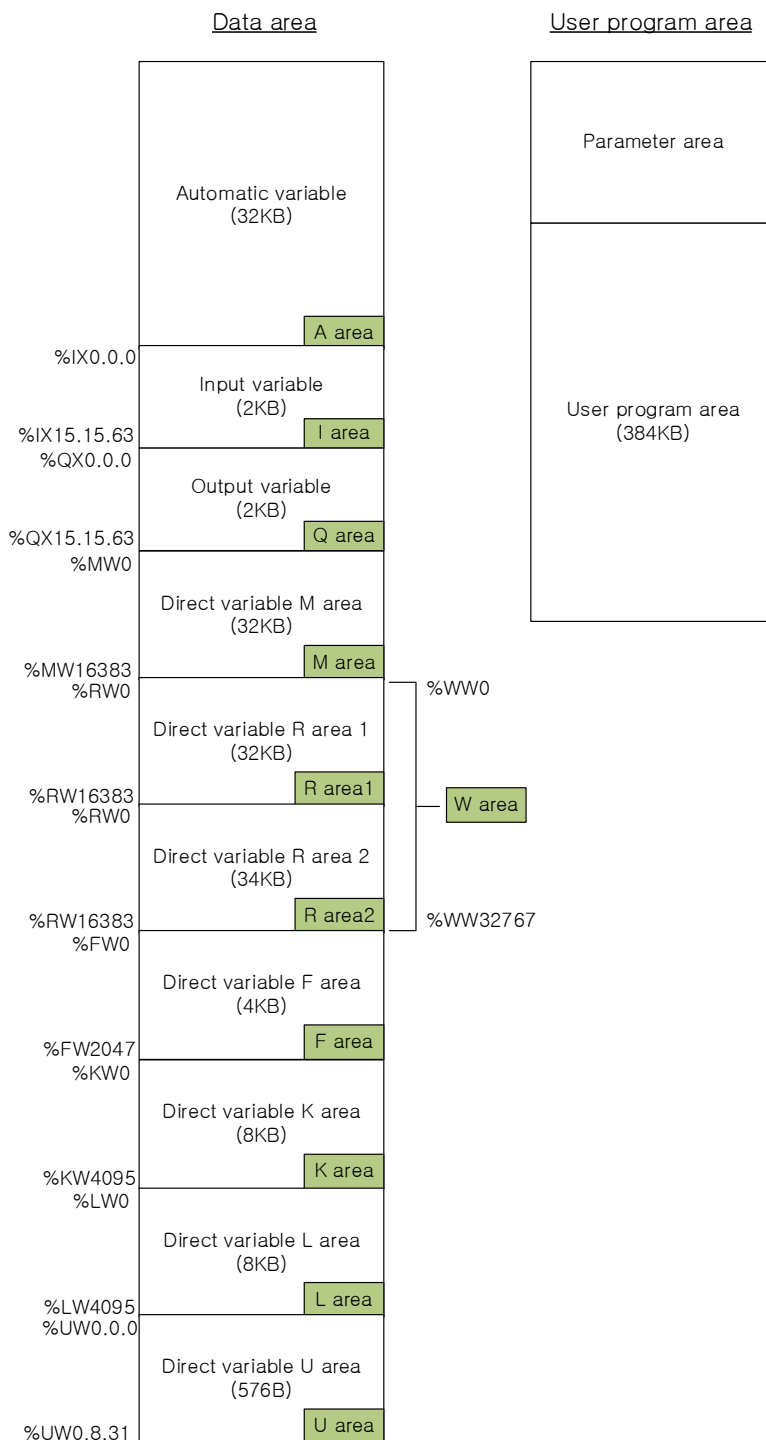 Data area
User program area
Automatic variable
(32KB)
A area
Parameter area
User program area
(384KB)
%IX0.0.0
Input variable
(2KB)
%IX15.15.63
I area
%QX0.0.0
Output variable
(2KB)
%QX15.15.63
Q area
%MW0
Direct variable M area
(32KB)
%MW16383
M area
%RW0
%WW0
Direct variable R area 1
(32KB)
%RW16383
R area1
W area
%RW0
Direct variable R area 2
(34KB)
%RW16383
R area2
%WW32767
%FW0
Direct variable F area
(4KB)
%FW2047
F area
%KW0
Direct variable K area
(8KB)
%KW4095
K area
%LW0
Direct variable L area
(8KB)
%LW4095
L area
%UW0.0.0
Direct variable U area
(576B)
%UW0.8.31
U area